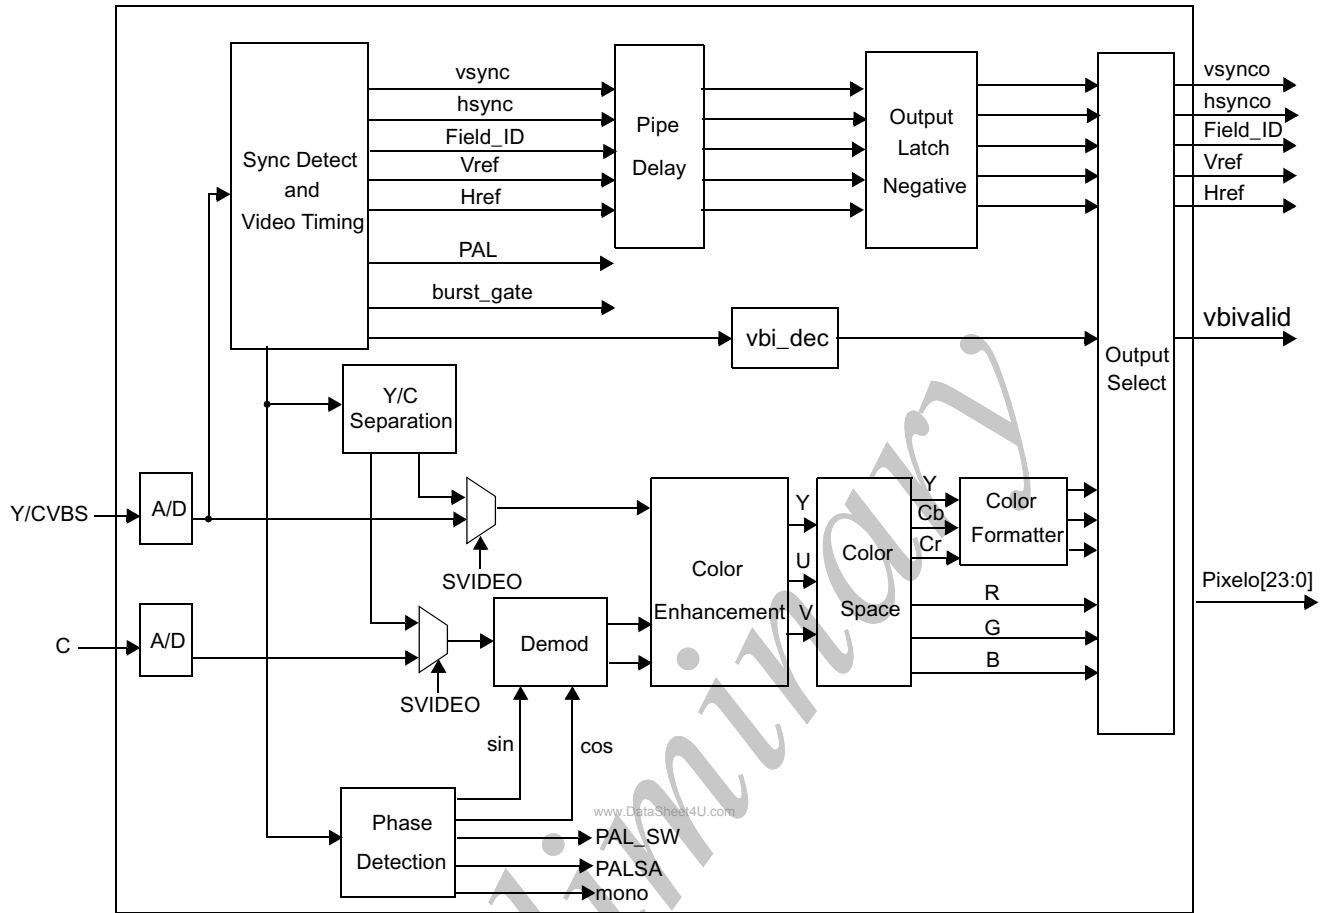 vsync
hsync
Field_ID
Vref
Href
PAL
burst_gate
Sync Detect
and
Video Timing
Pipe
Delay
Output
Latch
Negative
vsynco
hsynco
Field_ID
Vref
Href
vbi_dec
vbivalid
Output
Select
Y/C
Separation
Y/CVBS
A/D
SVIDEO
C
A/D
SVIDEO
Demod
Color
Enhancement
Y
U
V
Color
Space
Y
Cb
Cr
Color
Formatter
R
G
B
Pixelo[23:0]
sin
cos
Phase
Detection
PAL_SW
PALSA
mono
www.DataSheet4U.com
liminary